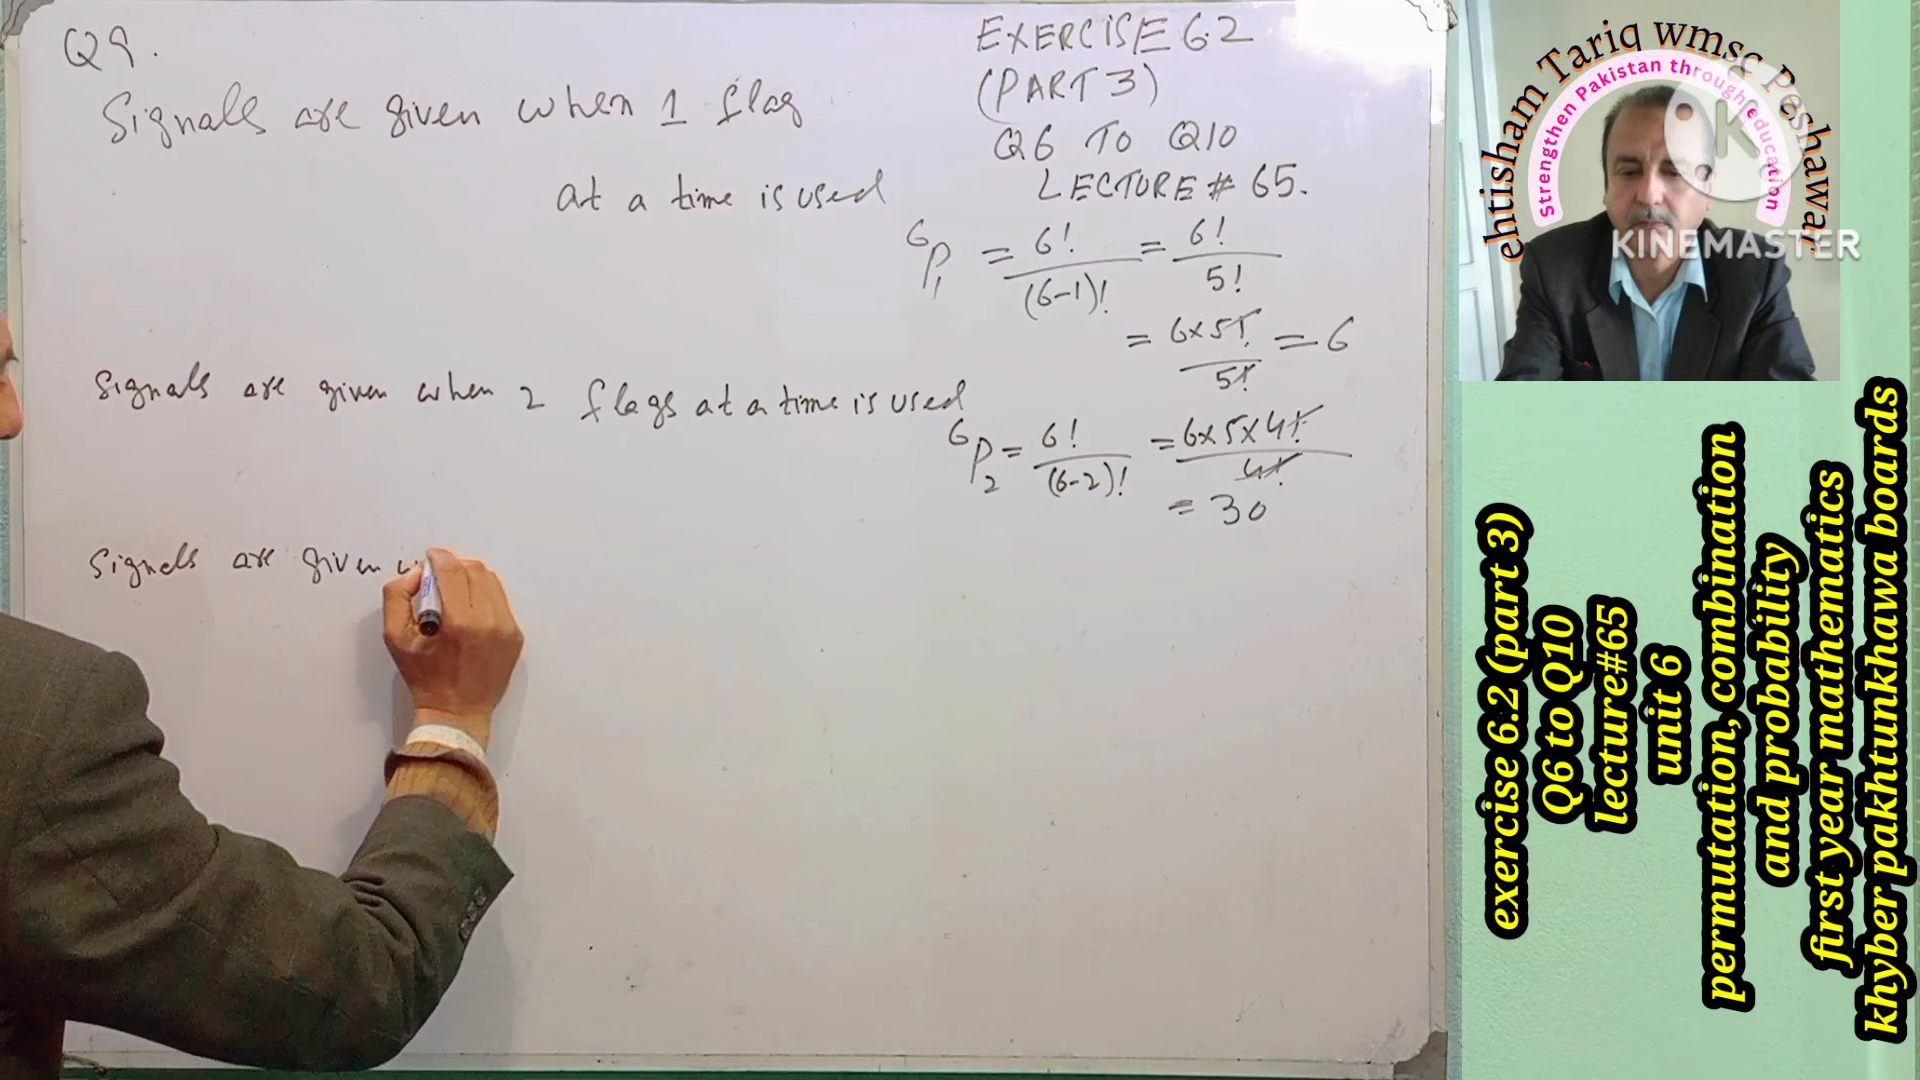 Q9.
Signals are given when 1 flag
at a time is used
EXERCISE 6.2
(PART 3)
Q6 TO Q10
LECTURE # 65.
⁶P₁ = 6! / (6-1)! = 6! / 5!
= 6×5! / 5! = 6
Signals are given when 2 flags at a time is used
⁶P₂ = 6! / (6-2)! = 6×5×4! / 4!
= 30
Signals are given
ehtisham Tariq wmsg Peshawar
Strengthen Pakistan through education
K
KINEMASTER
exercise 6.2 (part 3)
Q6 to Q10
lecture#65
unit 6
permutation, combination
and probability
first year mathematics
khyber pakhtunkhawa boards